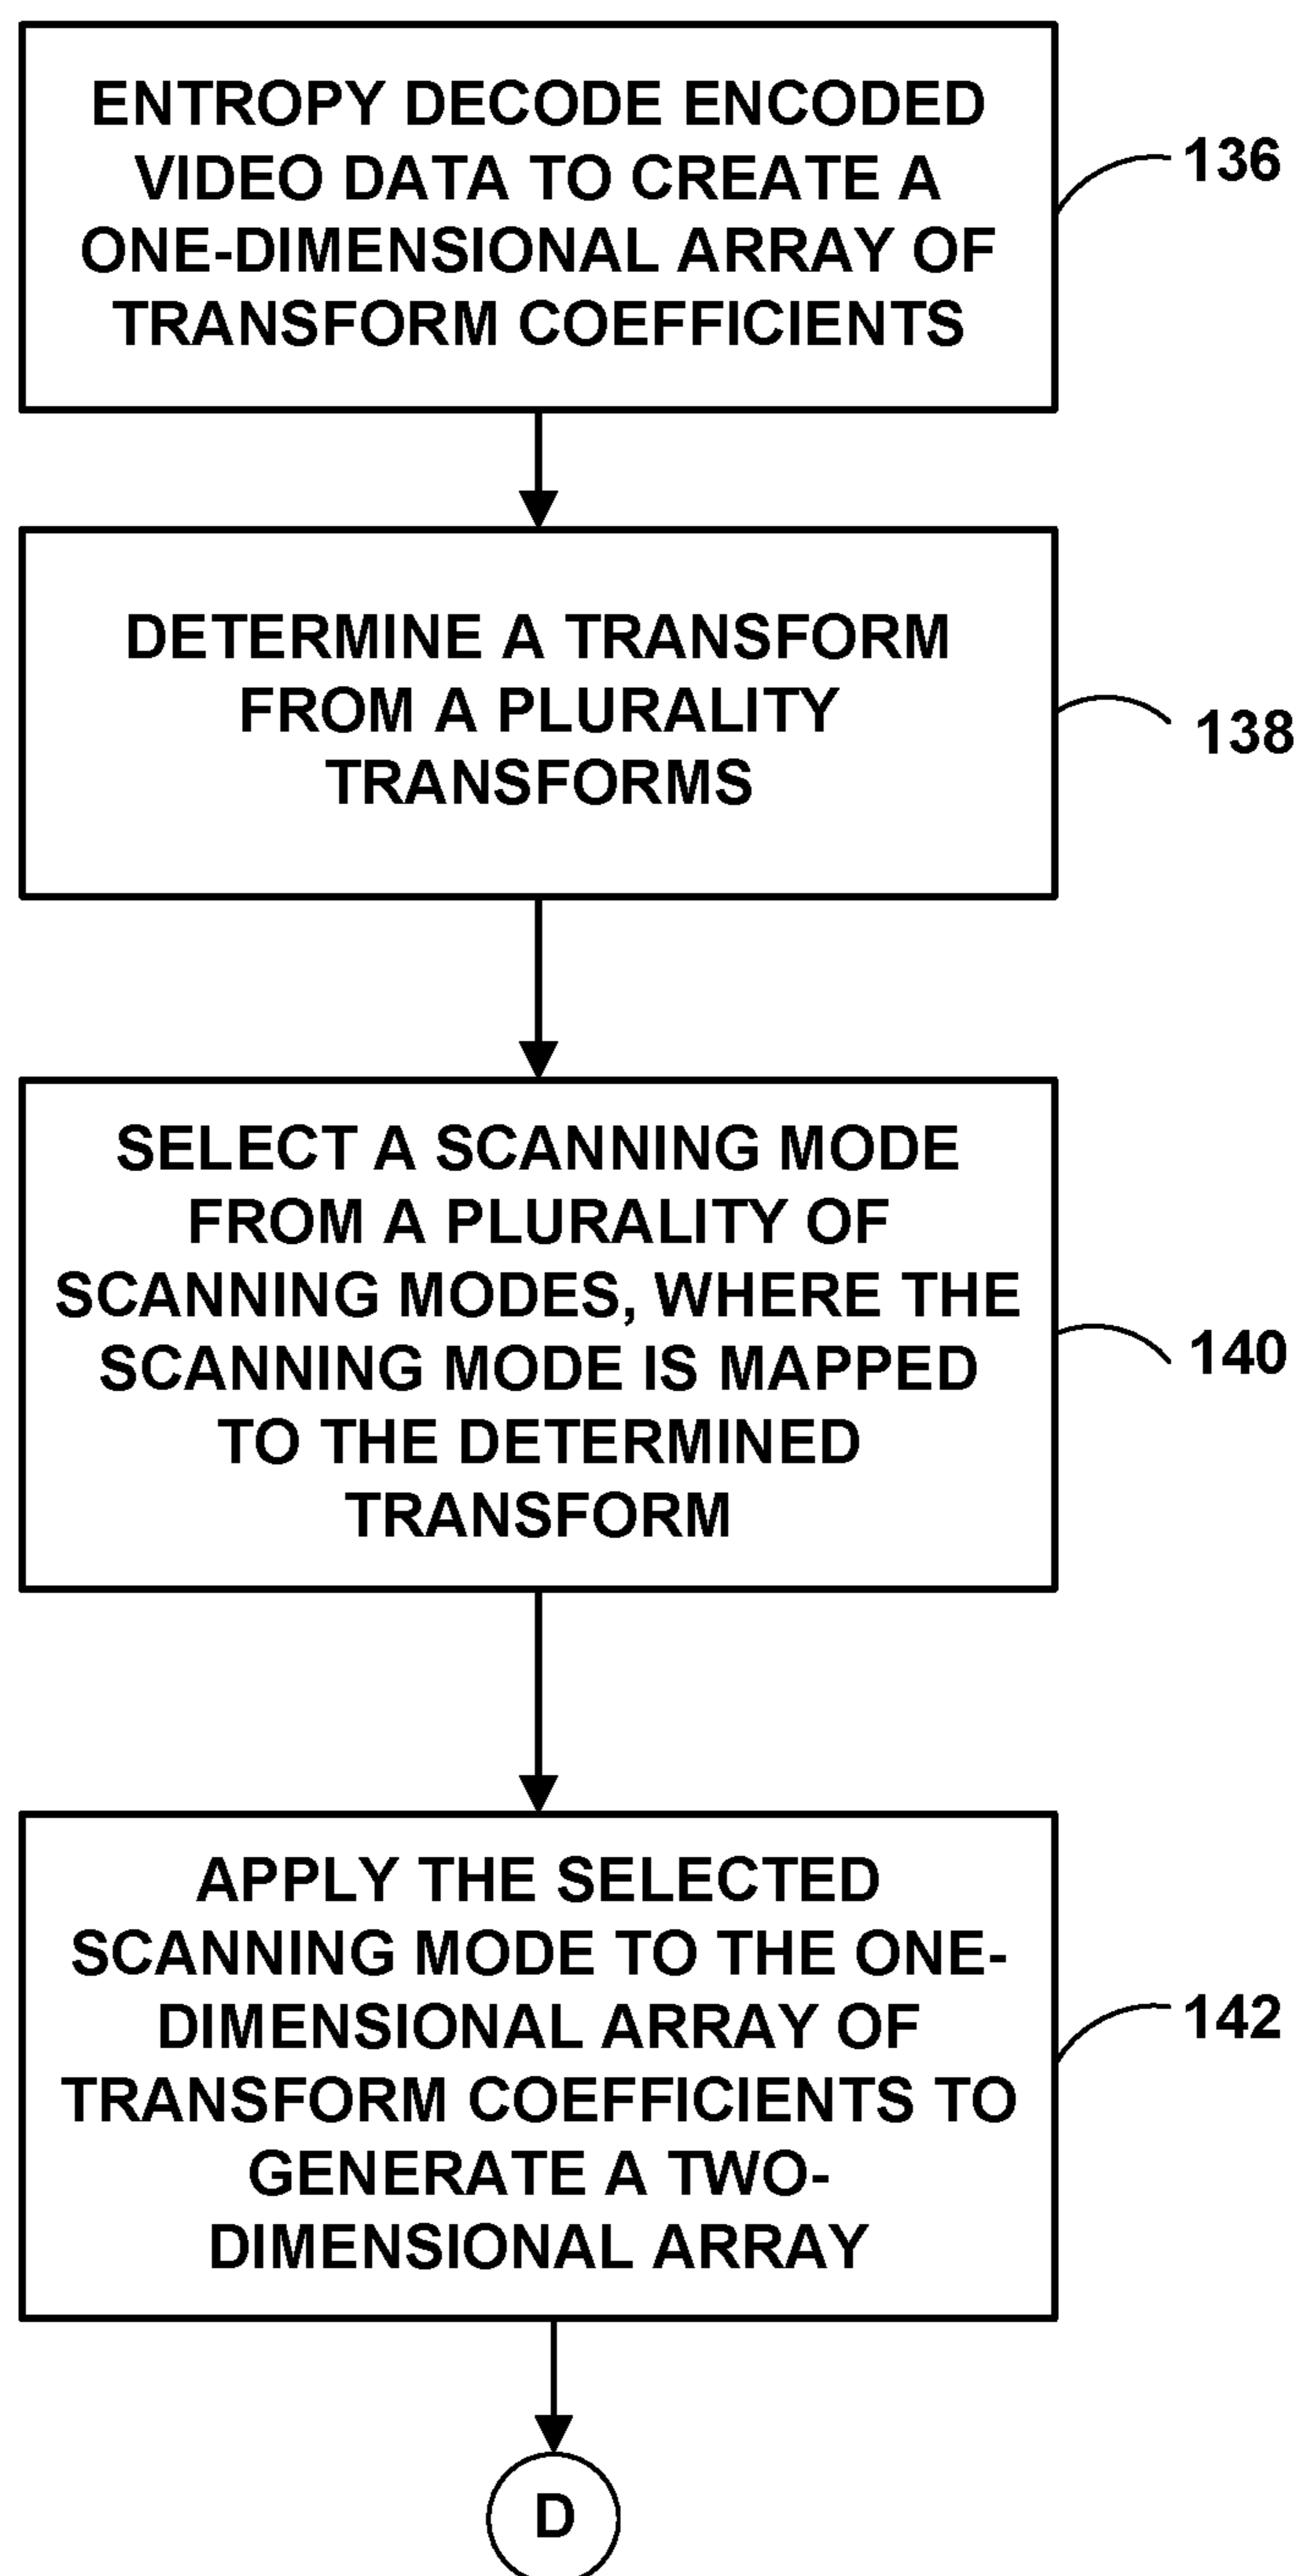 ENTROPY DECODE ENCODED
VIDEO DATA TO CREATE A
ONE-DIMENSIONAL ARRAY OF
TRANSFORM COEFFICIENTS
136
DETERMINE A TRANSFORM
FROM A PLURALITY
TRANSFORMS
138
SELECT A SCANNING MODE
FROM A PLURALITY OF
SCANNING MODES, WHERE THE
SCANNING MODE IS MAPPED
TO THE DETERMINED
TRANSFORM
140
APPLY THE SELECTED
SCANNING MODE TO THE ONE-
DIMENSIONAL ARRAY OF
TRANSFORM COEFFICIENTS TO
GENERATE A TWO-
DIMENSIONAL ARRAY
142
D